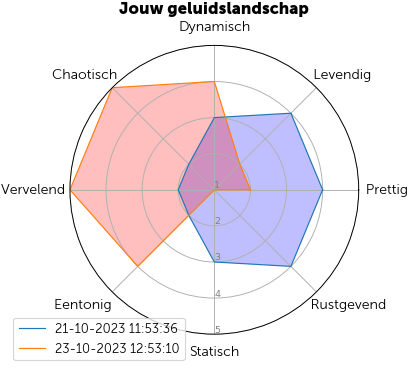 Jouw geluidslandschap
Dynamisch
Chaotisch
Levendig
Vervelend
Prettig
1
2
3
4
5
Eentonig
Rustgevend
Statisch
21-10-2023 11:53:36
23-10-2023 12:53:10